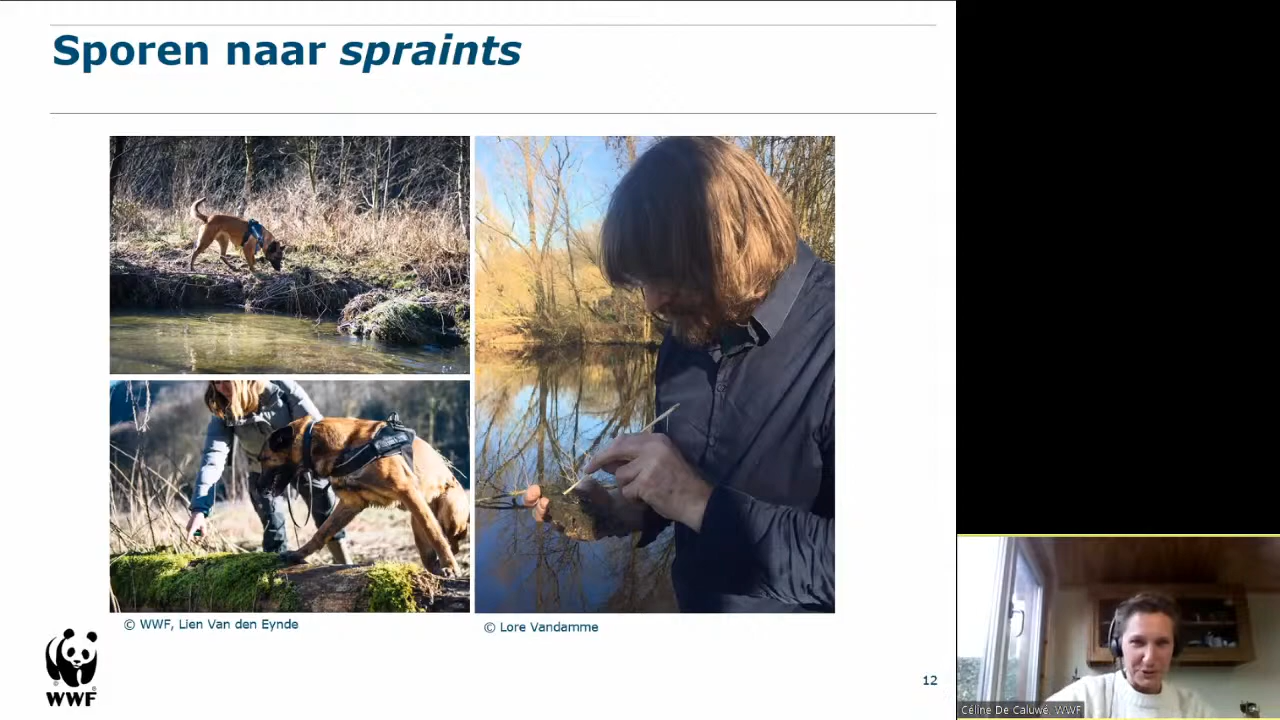 Sporen naar spraints
© WWF, Lien Van den Eynde
© Lore Vandamme
WWF
12
Céline De Caluwé, WWF